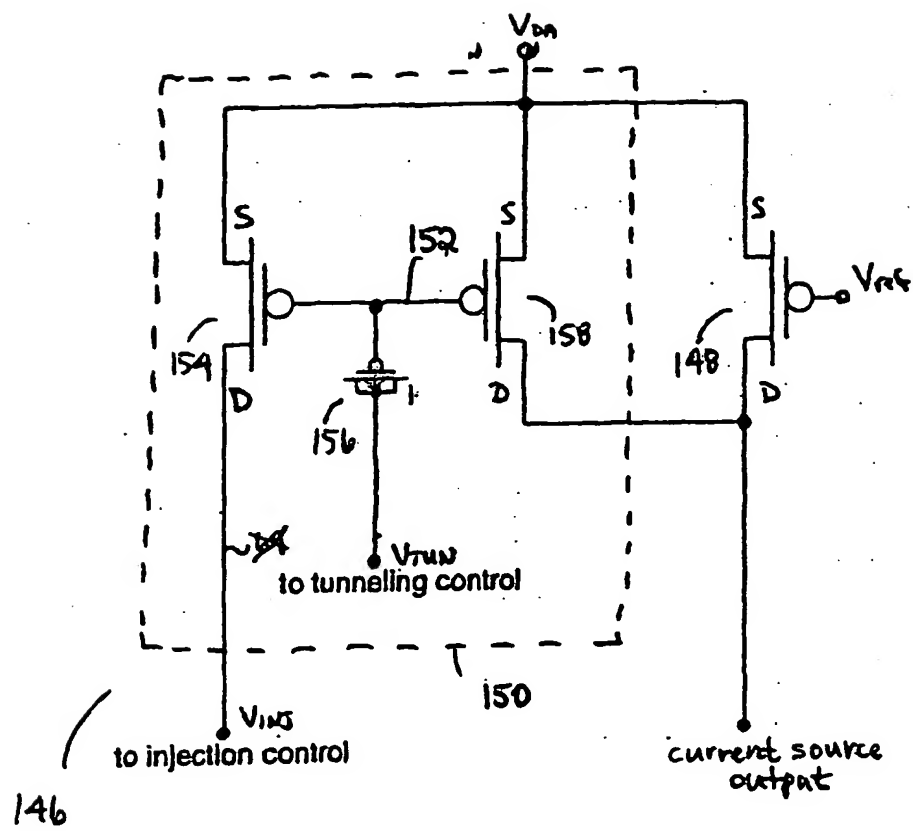 VDA
S
S
152
Vref
154
158
148
D
D
D
156
VTUN
to tunneling control
150
VINJ
to injection control
current source
output
146